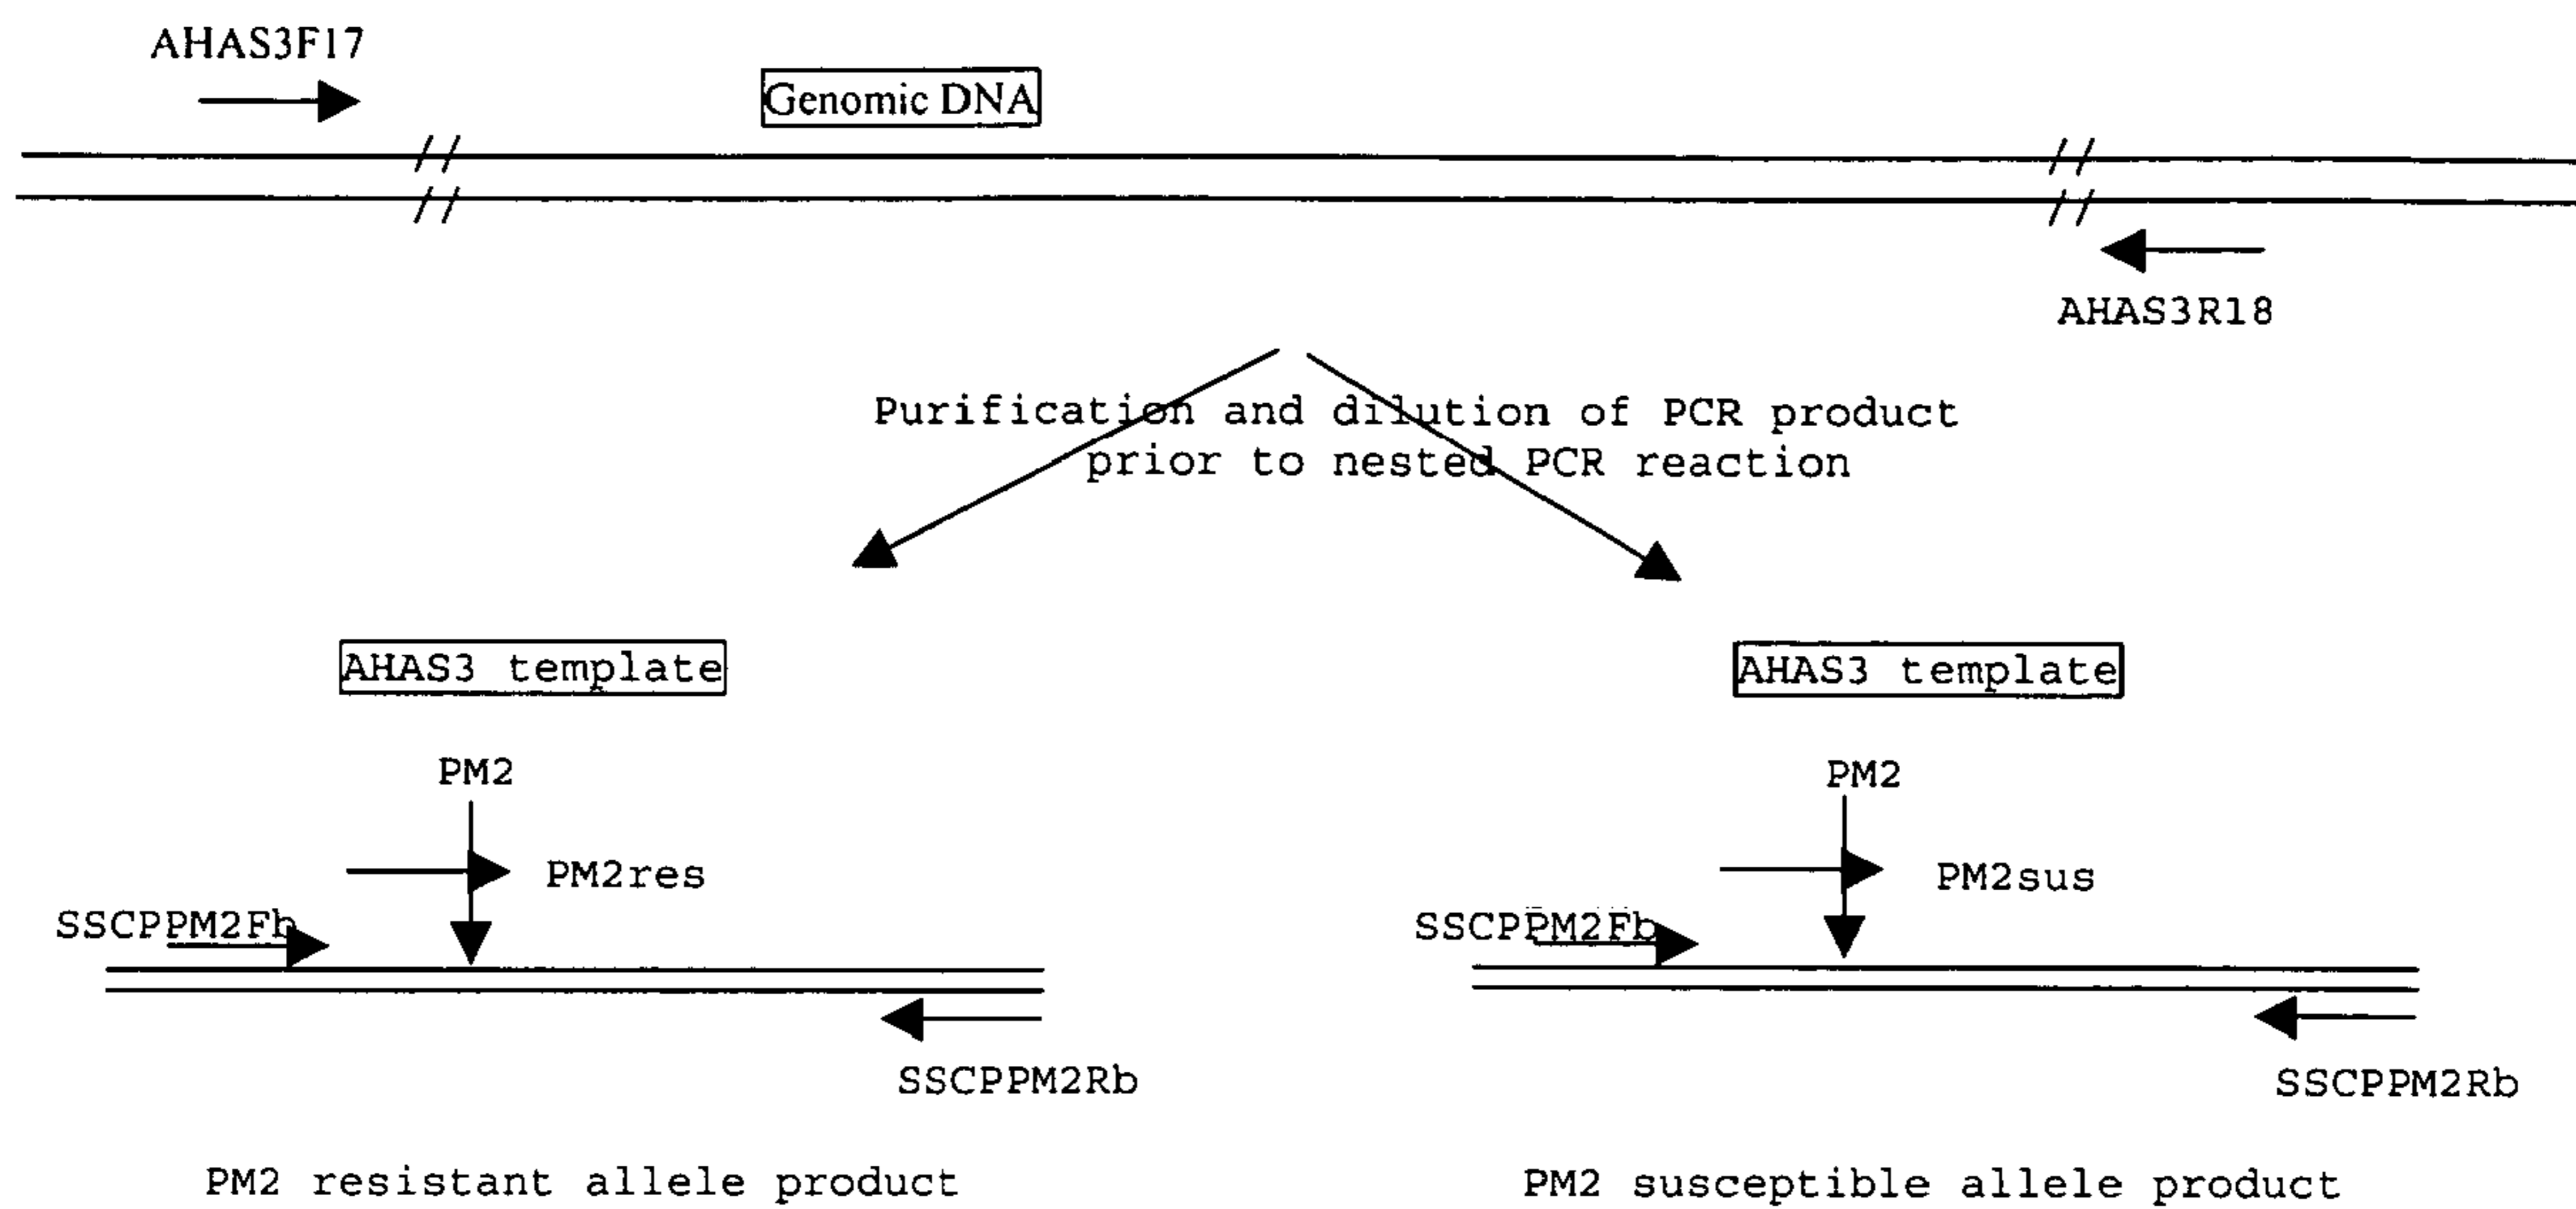 AHAS3F17
Genomic DNA
AHAS3R18
Purification and dilution of PCR product
prior to nested PCR reaction
AHAS3 template
AHAS3 template
PM2
PM2
PM2res
PM2sus
SSCPPM2Fb
SSCPPM2Fb
SSCPPM2Rb
SSCPPM2Rb
PM2 resistant allele product
PM2 susceptible allele product